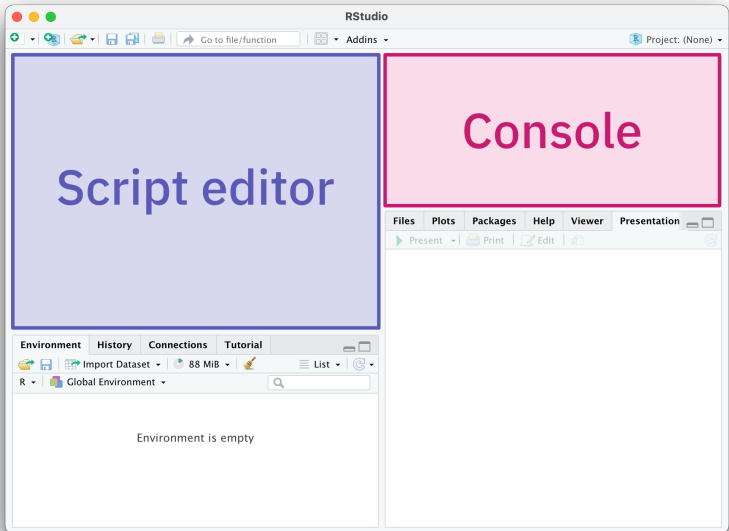 RStudio
Go to file/function Addins Project: (None)
Script editor
Console
Files Plots Packages Help Viewer Presentation
Present Print Edit
Environment History Connections Tutorial
Import Dataset 88 MiB List
R Global Environment
Environment is empty